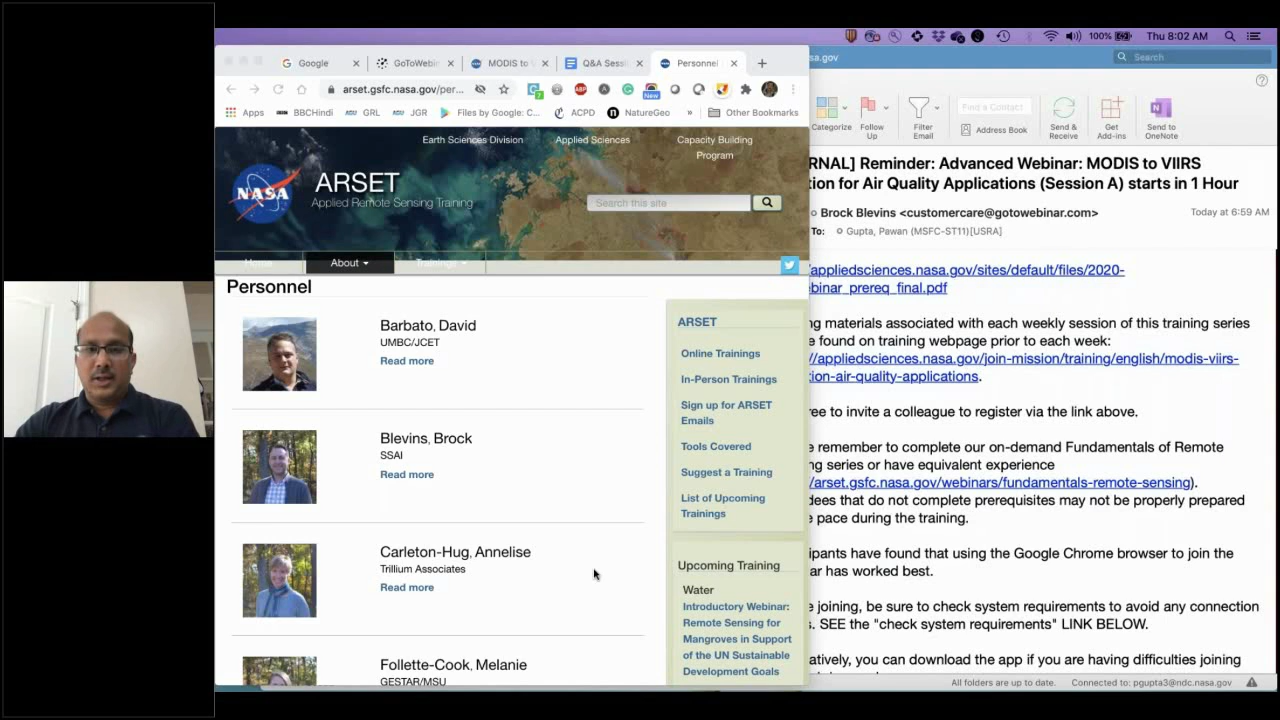 100%
Thu 8:02 AM
Google
GoToWebin
MODIS to V
Q&A Sessi
Personnel
sa.gov
Search
arset.gsfc.nasa.gov/per...
New
Apps
BBCHindi
GRL
JGR
Files by Google: C...
ACPD
NatureGeo
»
Other Bookmarks
Categorize
Follow
Up
Filter
Email
Find a Contact
Address Book
Send &
Receive
Get
Add-ins
Send to
OneNote
Earth Sciences Division
Applied Sciences
Capacity Building
Program
NASA
ARSET
Applied Remote Sensing Training
Search this site
Home
About
Trainings
Personnel
Barbato, David
UMBC/JCET
Read more
Blevins, Brock
SSAI
Read more
Carleton-Hug, Annelise
Trillium Associates
Read more
Follette-Cook, Melanie
GESTAR/MSU
ARSET
Online Trainings
In-Person Trainings
Sign up for ARSET
Emails
Tools Covered
Suggest a Training
List of Upcoming
Trainings
Upcoming Training
Water
Introductory Webinar:
Remote Sensing for
Mangroves in Support
of the UN Sustainable
Development Goals
RNAL] Reminder: Advanced Webinar: MODIS to VIIRS
tion for Air Quality Applications (Session A) starts in 1 Hour
Brock Blevins <customercare@gotowebinar.com>
Today at 6:59 AM
To:
Gupta, Pawan (MSFC-ST11)[USRA]
/appliedsciences.nasa.gov/sites/default/files/2020-
ebinar_prereq_final.pdf
ng materials associated with each weekly session of this training series
e found on training webpage prior to each week:
//appliedsciences.nasa.gov/join-mission/training/english/modis-viirs-
tion-air-quality-applications.
ree to invite a colleague to register via the link above.
e remember to complete our on-demand Fundamentals of Remote
ng series or have equivalent experience
/arset.gsfc.nasa.gov/webinars/fundamentals-remote-sensing).
dees that do not complete prerequisites may not be properly prepared
e pace during the training.
ipants have found that using the Google Chrome browser to join the
ar has worked best.
e joining, be sure to check system requirements to avoid any connection
s. SEE the "check system requirements" LINK BELOW.
atively, you can download the app if you are having difficulties joining
All folders are up to date.
Connected to: pgupta3@ndc.nasa.gov